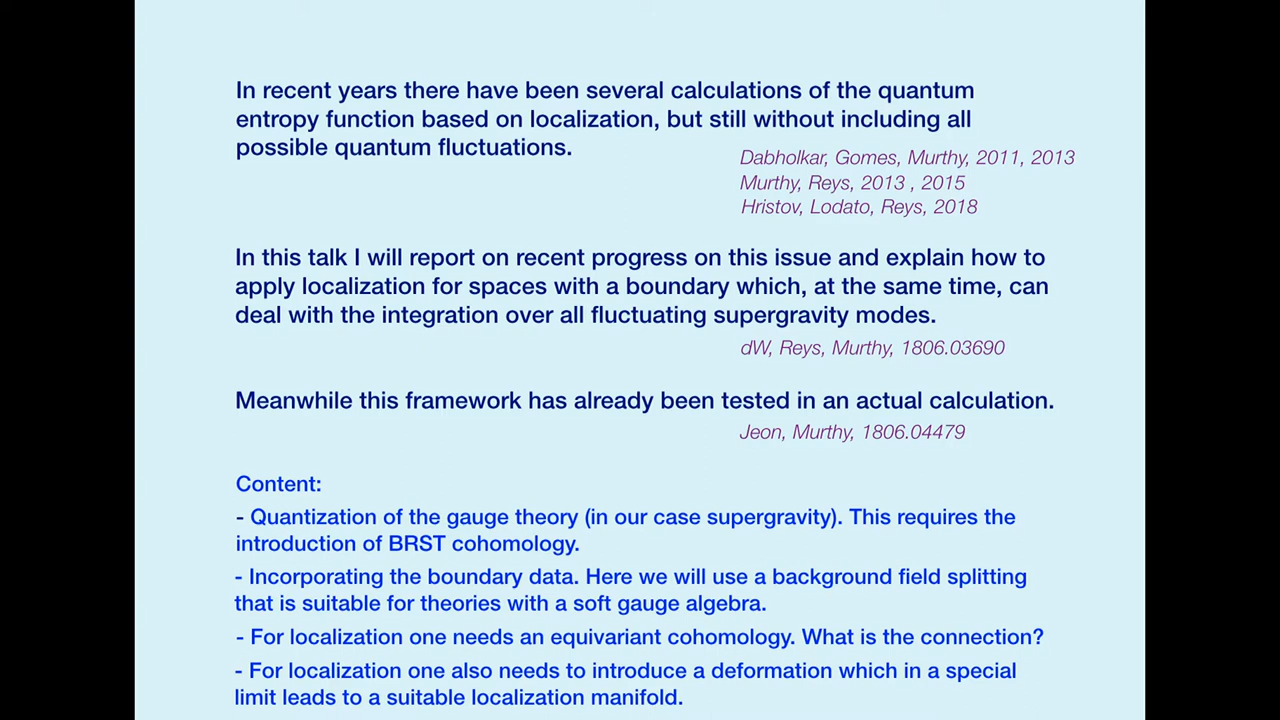 In recent years there have been several calculations of the quantum
entropy function based on localization, but still without including all
possible quantum fluctuations.
Dabholkar, Gomes, Murthy, 2011, 2013
Murthy, Reys, 2013 , 2015
Hristov, Lodato, Reys, 2018
In this talk I will report on recent progress on this issue and explain how to
apply localization for spaces with a boundary which, at the same time, can
deal with the integration over all fluctuating supergravity modes.
dW, Reys, Murthy, 1806.03690
Meanwhile this framework has already been tested in an actual calculation.
Jeon, Murthy, 1806.04479
Content:
- Quantization of the gauge theory (in our case supergravity). This requires the
introduction of BRST cohomology.
- Incorporating the boundary data. Here we will use a background field splitting
that is suitable for theories with a soft gauge algebra.
- For localization one needs an equivariant cohomology. What is the connection?
- For localization one also needs to introduce a deformation which in a special
limit leads to a suitable localization manifold.